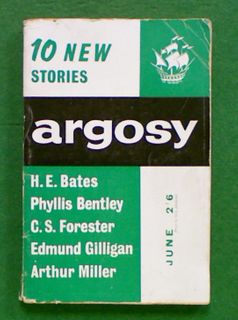 10 NEW
STORIES
argosy
H. E. Bates
Phyllis Bentley
C. S. Forester
Edmund Gilligan
Arthur Miller
JUNE 2/6